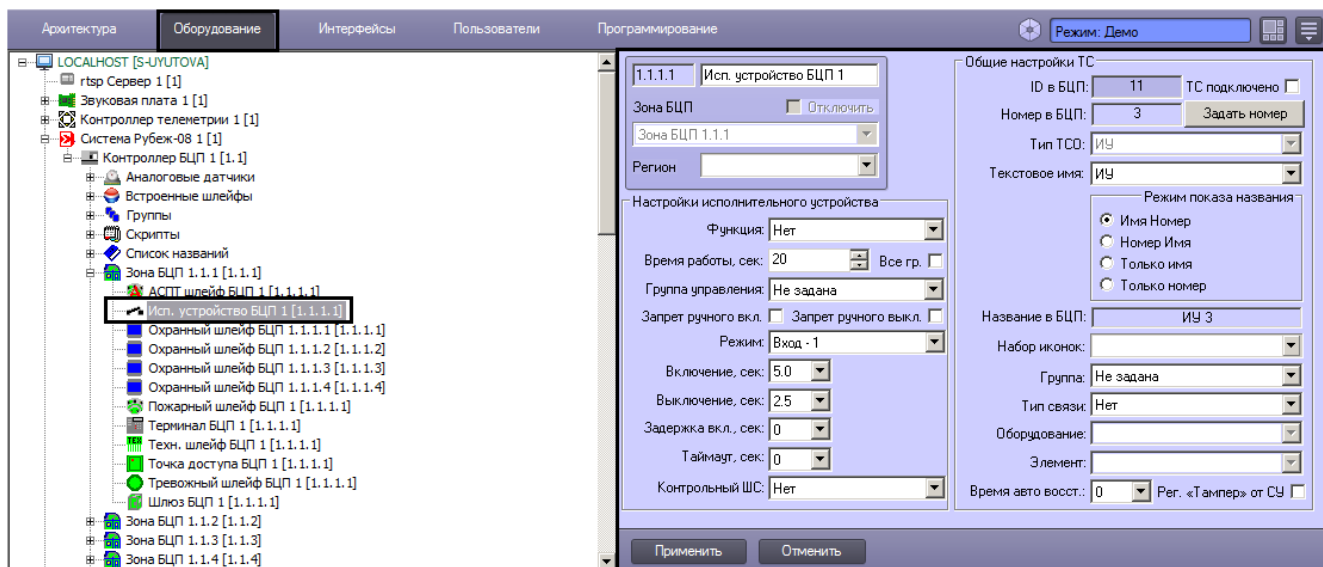 Архитектура Оборудование Интерфейсы Пользователи Программирование Режим: Демо
LOCALHOST [S-UYUTOVA]
rtsp Сервер 1 [1]
Звуковая плата 1 [1]
Контроллер телеметрии 1 [1]
Система Рубеж-08 1 [1]
Контроллер БЦП 1 [1.1]
Аналоговые датчики
Встроенные шлейфы
Группы
Скрипты
Список названий
Зона БЦП 1.1.1 [1.1.1]
АСПТ шлейф БЦП 1 [1.1.1.1]
Исп. устройство БЦП 1 [1.1.1.1]
Охранный шлейф БЦП 1.1.1.1 [1.1.1.1]
Охранный шлейф БЦП 1.1.1.2 [1.1.1.2]
Охранный шлейф БЦП 1.1.1.3 [1.1.1.3]
Охранный шлейф БЦП 1.1.1.4 [1.1.1.4]
Пожарный шлейф БЦП 1 [1.1.1.1]
Терминал БЦП 1 [1.1.1.1]
Техн. шлейф БЦП 1 [1.1.1.1]
Точка доступа БЦП 1 [1.1.1.1]
Тревожный шлейф БЦП 1 [1.1.1.1]
Шлюз БЦП 1 [1.1.1.1]
Зона БЦП 1.1.2 [1.1.2]
Зона БЦП 1.1.3 [1.1.3]
Зона БЦП 1.1.4 [1.1.4]
1.1.1.1 Исп. устройство БЦП 1
Зона БЦП Отключить
Зона БЦП 1.1.1
Регион
Настройки исполнительного устройства
Функция: Нет
Время работы, сек: 20 Все гр.
Группа управления: Не задана
Запрет ручного вкл. Запрет ручного выкл.
Режим: Вход - 1
Включение, сек: 5.0
Выключение, сек: 2.5
Задержка вкл., сек: 0
Таймаут, сек: 0
Контрольный ШС: Нет
Общие настройки ТС
ID в БЦП: 11 ТС подключено
Номер в БЦП: 3 Задать номер
Тип ТСО: ИУ
Текстовое имя: ИУ
Режим показа названия
Имя Номер
Номер Имя
Только имя
Только номер
Название в БЦП: ИУ 3
Набор иконок:
Группа: Не задана
Тип связи: Нет
Оборудование:
Элемент:
Время авто восст.: 0 Рег. «Тампер» от СУ
Применить Отменить